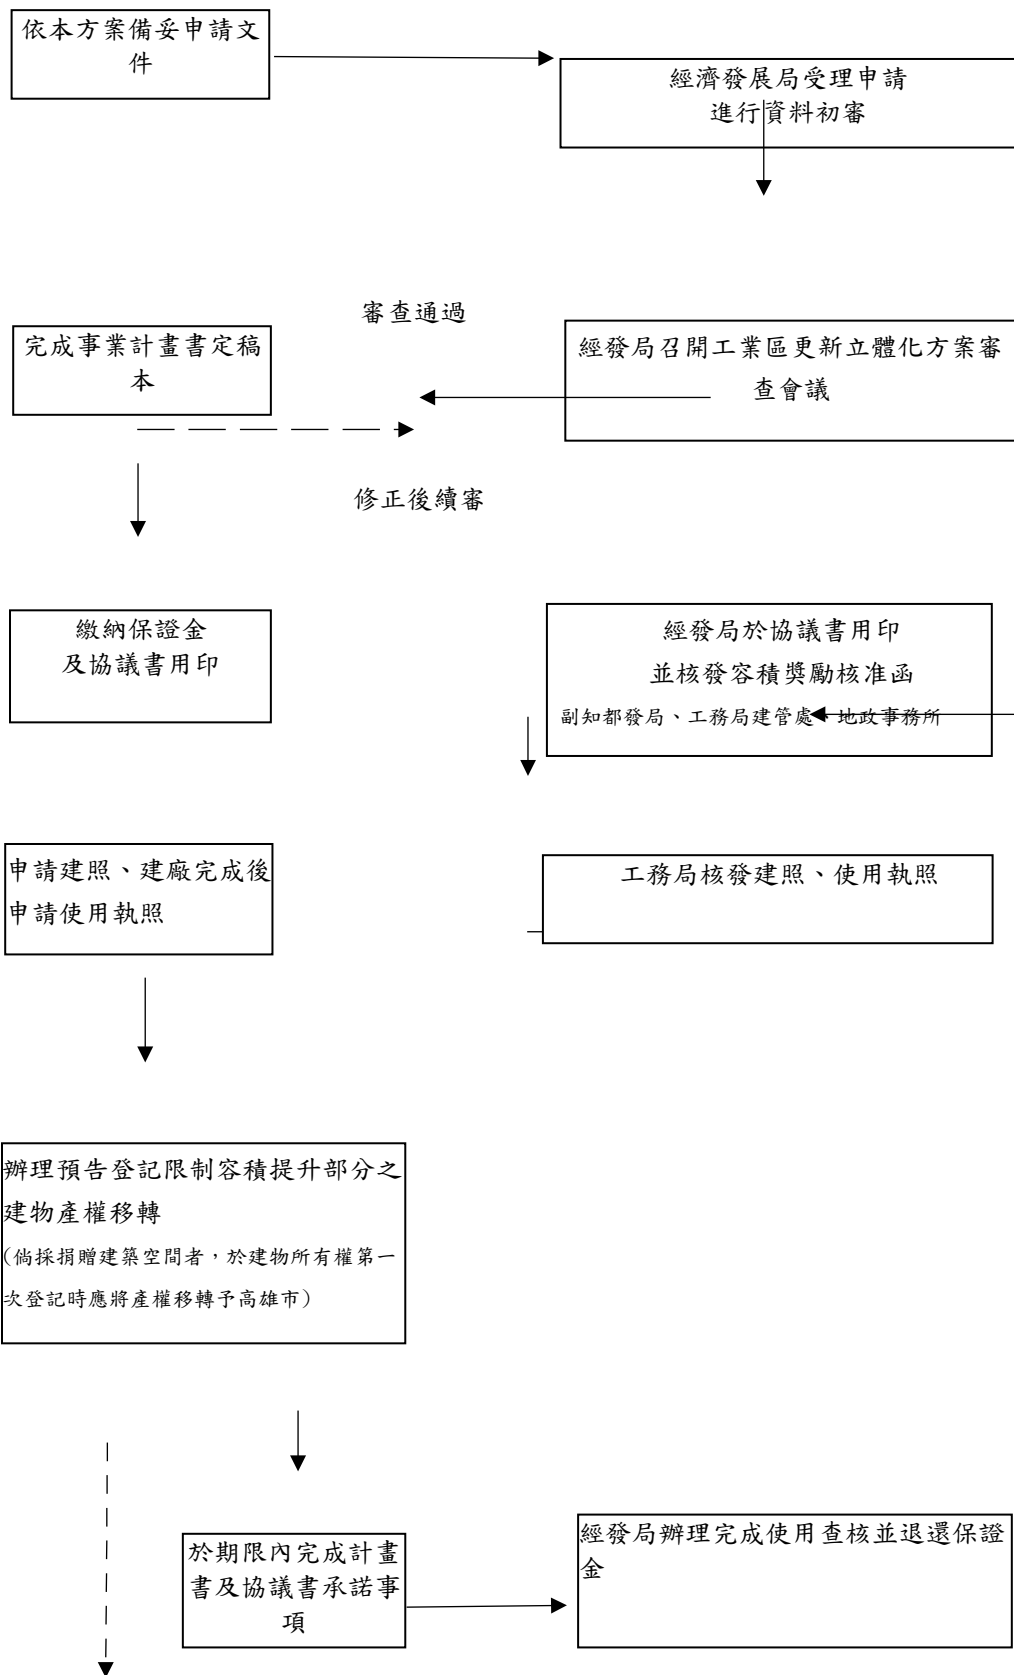 依本方案備妥申請文
件
經濟發展局受理申請
進行資料初審
審查通過
完成事業計畫書定稿
本
經發局召開工業區更新立體化方案審
查會議
修正後續審
繳納保證金
及協議書用印
經發局於協議書用印
並核發容積獎勵核准函
副知都發局、工務局建管處、地政事務所
申請建照、建廠完成後
申請使用執照
工務局核發建照、使用執照
辦理預告登記限制容積提升部分之
建物產權移轉
(倘採捐贈建築空間者，於建物所有權第一
次登記時應將產權移轉予高雄市)
於期限內完成計畫
書及協議書承諾事
項
經發局辦理完成使用查核並退還保證
金